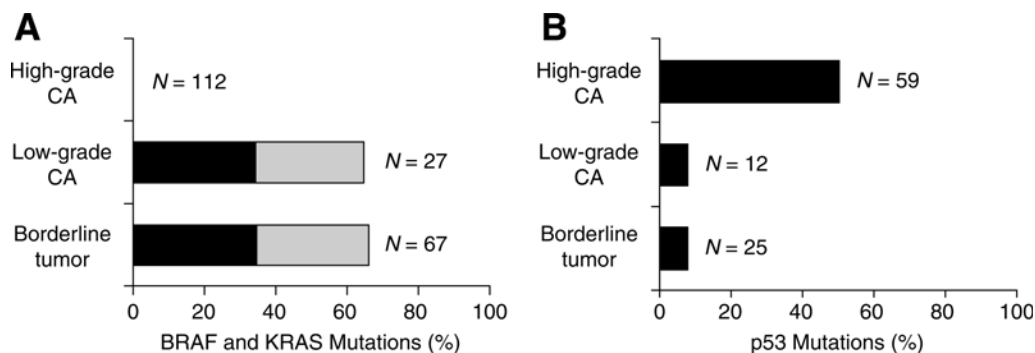 A
High-grade
CA
N = 112
Low-grade
CA
N = 27
Borderline
tumor
N = 67
0 20 40 60 80 100
BRAF and KRAS Mutations (%)
B
High-grade
CA
N = 59
Low-grade
CA
N = 12
Borderline
tumor
N = 25
0 20 40 60 80 100
p53 Mutations (%)